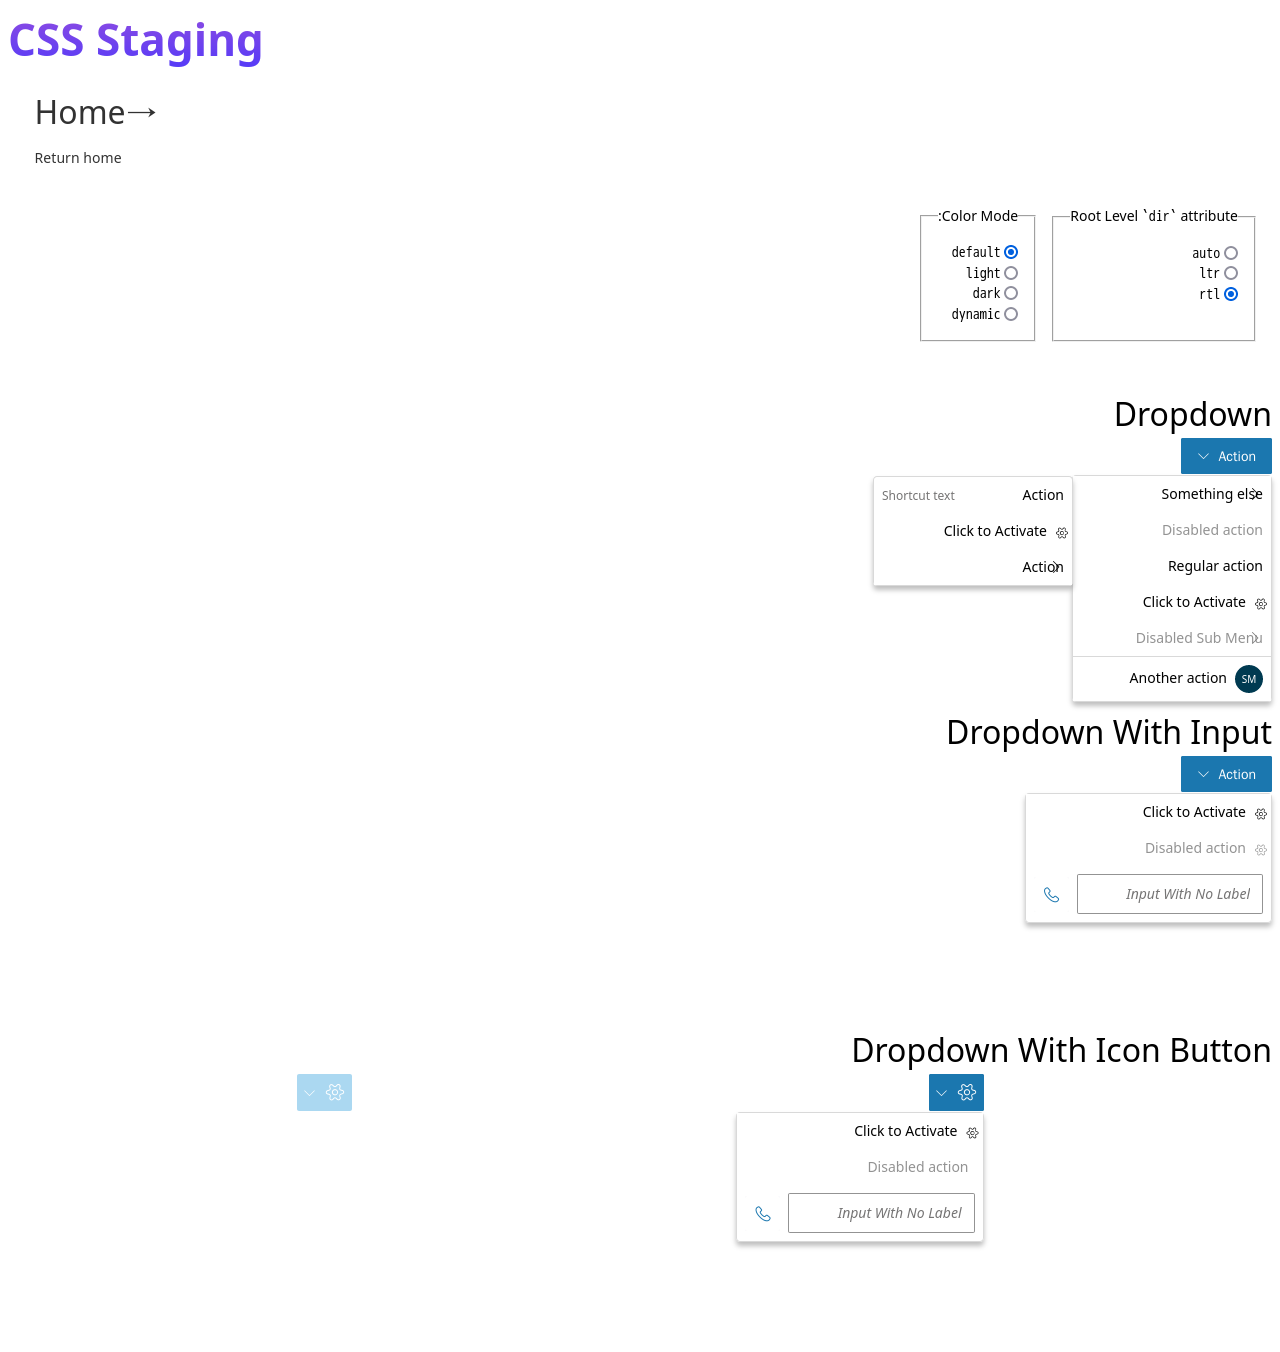 CSS Staging
Home→
Return home
:Color Mode
default
light
dark
dynamic
Root Level `dir` attribute
auto
ltr
rtl
Dropdown
Action
Something else
Disabled action
Regular action
Click to Activate
Disabled Sub Menu
Another action
SM
Action
Shortcut text
Click to Activate
Action
Dropdown With Input
Action
Click to Activate
Disabled action
Input With No Label
Dropdown With Icon Button
Click to Activate
Disabled action
Input With No Label